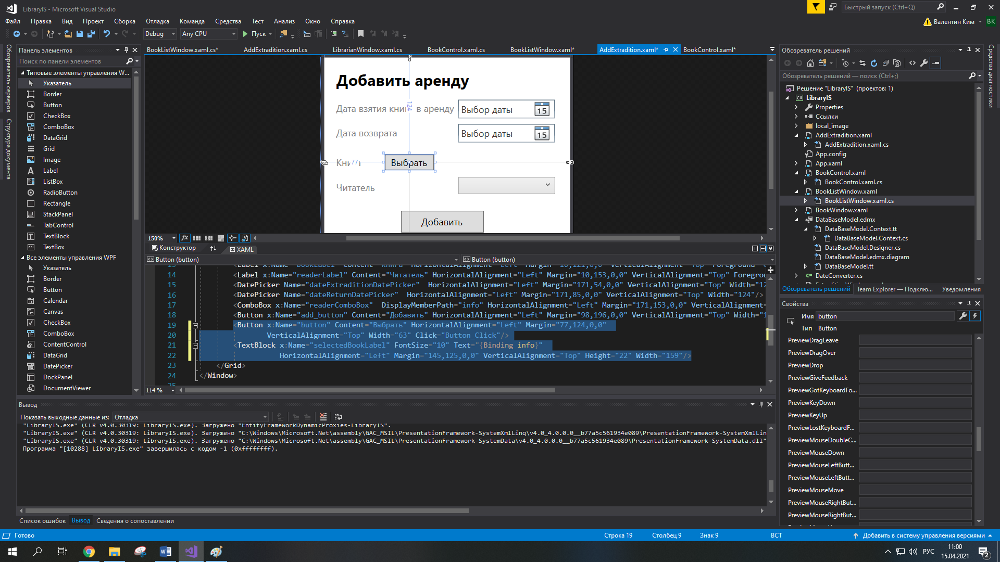 LibraryIS - Microsoft Visual Studio
Быстрый запуск (Ctrl+Q)
Файл Правка Вид Проект Сборка Отладка Команда Средства Тест Анализ Окно Справка
Валентин Ким ВК
Debug Any CPU Пуск
Обозреватель серверов
Структура документа
Панель элементов
Поиск по панели элементов
Типовые элементы управления W...
Указатель
Border
Button
CheckBox
ComboBox
DataGrid
Grid
Image
Label
ListBox
RadioButton
Rectangle
StackPanel
TabControl
TextBlock
TextBox
Все элементы управления WPF
Указатель
Border
Button
Calendar
Canvas
CheckBox
ComboBox
ContentControl
DataGrid
DatePicker
DockPanel
DocumentViewer
BookListWindow.xaml.cs* AddExtradition.xaml.cs LibrarianWindow.xaml.cs BookControl.xaml.cs BookListWindow.xaml* AddExtradition.xaml* BookControl.xaml*
Добавить аренду
124
Дата взятия кни в аренду Выбор даты 15
Дата возврата Выбор даты 15
Кни 77 Выбрать
Читатель
Добавить
150% fx
Конструктор XAML
Button (button) Button (button)
14 <Label x:Name="readerLabel" Content="Читатель" HorizontalAlignment="Left" Margin="10,153,0,0" VerticalAlignment="Top" Foregrou
15 <DatePicker Name="dateExtraditionDatePicker" HorizontalAlignment="Left" Margin="171,54,0,0" VerticalAlignment="Top" Width="12
16 <DatePicker Name="dateReturnDatePicker" HorizontalAlignment="Left" Margin="171,85,0,0" VerticalAlignment="Top" Width="124"/>
17 <ComboBox x:Name="readerComboBox" DisplayMemberPath="info" HorizontalAlignment="Left" Margin="171,153,0,0" VerticalAlignment=
18 <Button x:Name="add_button" Content="Добавить" HorizontalAlignment="Left" Margin="98,196,0,0" VerticalAlignment="Top" Width="1
19 <Button x:Name="button" Content="Выбрать" HorizontalAlignment="Left" Margin="77,124,0,0"
20 VerticalAlignment="Top" Width="63" Click="Button_Click"/>
21 <TextBlock x:Name="selectedBookLabel" FontSize="10" Text="{Binding info}"
22 HorizontalAlignment="Left" Margin="145,125,0,0" VerticalAlignment="Top" Height="22" Width="159"/>
23 </Grid>
24 </Window>
25
114 %
Вывод
Показать выходные данные из: Отладка
"LibraryIS.exe" (CLR v4.0.30319: LibraryIS.exe). Загружено "EntityFrameworkDynamicProxies-LibraryIS".
"LibraryIS.exe" (CLR v4.0.30319: LibraryIS.exe). Загружено "C:\Windows\Microsoft.Net\assembly\GAC_MSIL\PresentationFramework-SystemXmlLinq\v4.0_4.0.0.0__b77a5c561934e089\PresentationFramework-SystemXmlLin
"LibraryIS.exe" (CLR v4.0.30319: LibraryIS.exe). Загружено "C:\Windows\Microsoft.Net\assembly\GAC_MSIL\PresentationFramework-SystemData\v4.0_4.0.0.0__b77a5c561934e089\PresentationFramework-SystemData.dll"
Программа "[10288] LibraryIS.exe" завершилась с кодом -1 (0xffffffff).
Список ошибок Вывод Сведения о сопоставлении
Обозреватель решений
Обозреватель решений — поиск (Ctrl+;)
Решение "LibraryIS" (проектов: 1)
LibraryIS
Properties
Ссылки
local_image
AddExtradition.xaml
AddExtradition.xaml.cs
App.config
App.xaml
BookControl.xaml
BookControl.xaml.cs
BookListWindow.xaml
BookListWindow.xaml.cs
BookWindow.xaml
DataBaseModel.edmx
DataBaseModel.Context.tt
DataBaseModel.Context.cs
DataBaseModel.Designer.cs
DataBaseModel.edmx.diagram
DataBaseModel.tt
DateConverter.cs
Обозреватель решений Team Explorer — Подклю... Уведомления
Средства диагностики
Свойства
Имя button
Тип Button
PreviewDragLeave
PreviewDragOver
PreviewDrop
PreviewGiveFeedback
PreviewGotKeyboardFo...
PreviewKeyDown
PreviewKeyUp
PreviewLostKeyboardF...
PreviewMouseDoubleC...
PreviewMouseDown
PreviewMouseLeftButt...
PreviewMouseLeftButt...
PreviewMouseMove
PreviewMouseRightBut...
PreviewMouseRightBut...
Готово Строка 19 Столбец 9 Знак 9 ВСТ Добавить в систему управления версиями
РУС 11:00
15.04.2021 2